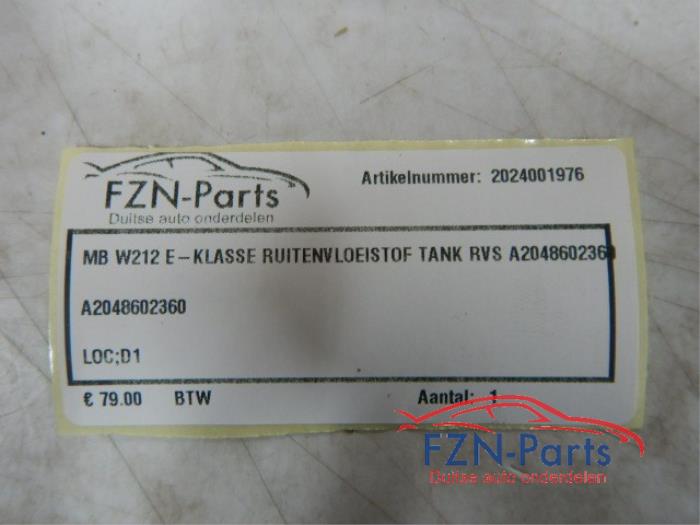 FZN-Parts
Duitse auto onderdelen
Artikelnummer: 2024001976
MB W212 E-KLASSE RUITENVLOEISTOF TANK RVS A2048602360
A2048602360
LOC;D1
€ 79.00 BTW Aantal: 1
FZN-Parts
Duitse auto onderdelen